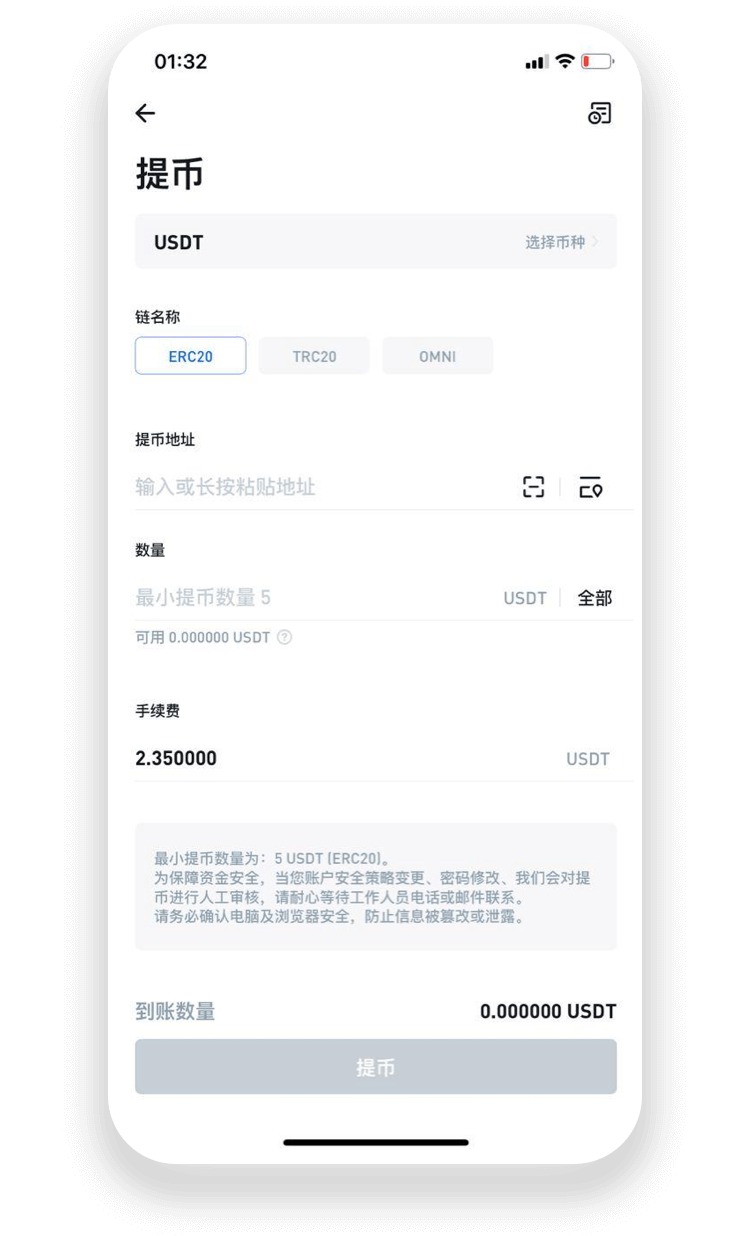 01:32
提币
USDT 选择币种
链名称
ERC20 TRC20 OMNI
提币地址
输入或长按粘贴地址
数量
最小提币数量 5 USDT 全部
可用 0.000000 USDT ?
手续费
2.350000 USDT
最小提币数量为：5 USDT (ERC20)。
为保障资金安全，当您账户安全策略变更、密码修改、我们会对提
币进行人工审核，请耐心等待工作人员电话或邮件联系。
请务必确认电脑及浏览器安全，防止信息被篡改或泄露。
到账数量 0.000000 USDT
提币